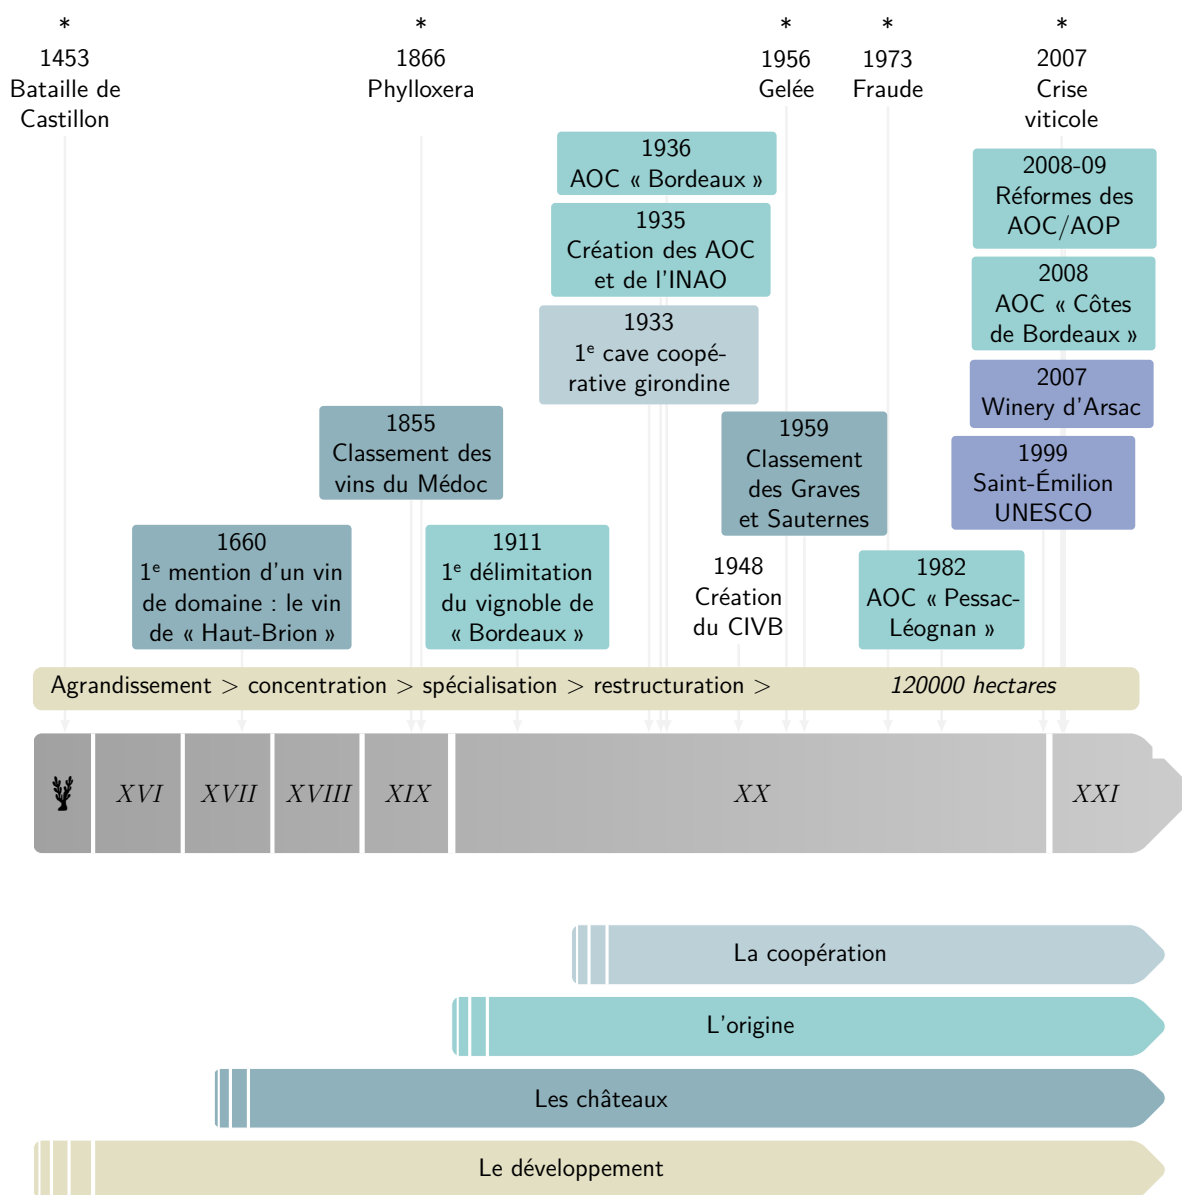 *
1453
Bataille de
Castillon
*
1866
Phylloxera
*
1956
Gelée
*
1973
Fraude
*
2007
Crise
viticole
1936
AOC « Bordeaux »
1935
Création des AOC
et de l'INAO
1933
1e cave coopé-
rative girondine
2008-09
Réformes des
AOC/AOP
2008
AOC « Côtes
de Bordeaux »
2007
Winery d'Arsac
1999
Saint-Émilion
UNESCO
1855
Classement des
vins du Médoc
1959
Classement
des Graves
et Sauternes
1660
1e mention d'un vin
de domaine : le vin
de « Haut-Brion »
1911
1e délimitation
du vignoble de
« Bordeaux »
1948
Création
du CIVB
1982
AOC « Pessac-
Léognan »
Agrandissement > concentration > spécialisation > restructuration > 120000 hectares
XVI XVII XVIII XIX XX XXI
La coopération
L'origine
Les châteaux
Le développement